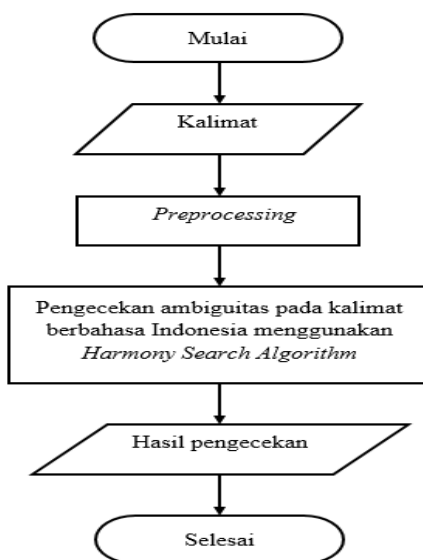 Mulai
Kalimat
Preprocessing
Pengecekan ambiguitas pada kalimat
berbahasa Indonesia menggunakan
Harmony Search Algorithm
Hasil pengecekan
Selesai